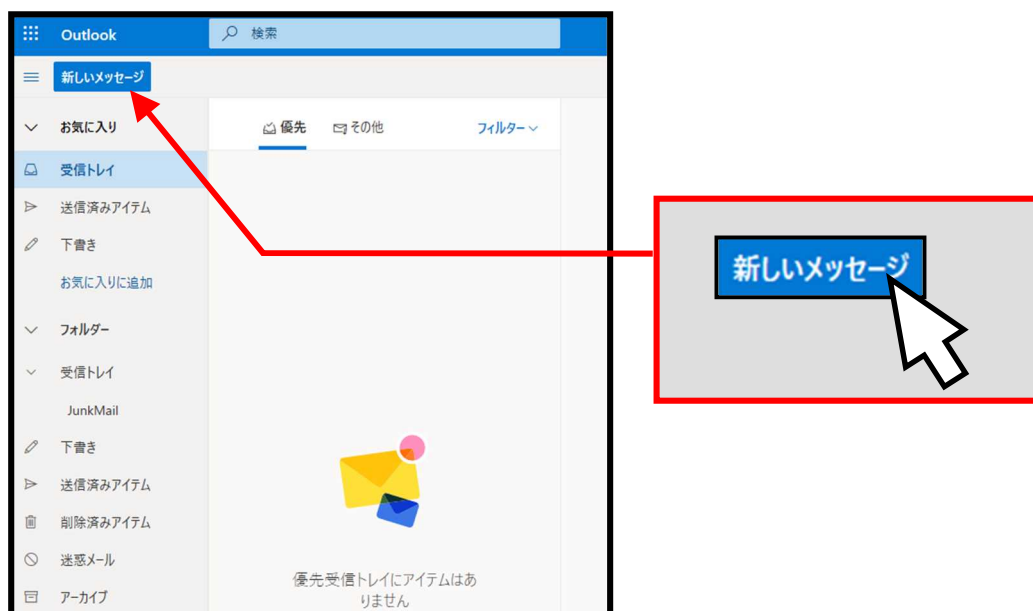 Outlook
検索
新しいメッセージ
お気に入り
優先
その他
フィルター
受信トレイ
送信済みアイテム
下書き
お気に入りに追加
フォルダー
受信トレイ
JunkMail
下書き
送信済みアイテム
削除済みアイテム
迷惑メール
アーカイブ
優先受信トレイにアイテムはあ
りません
新しいメッセージ